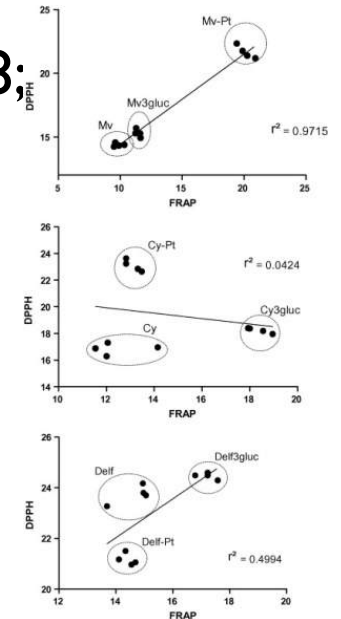 3;
25
Mv-Pt
20
DPPH
Mv3gluc
Mv
15
r² = 0.9715
5 10 15 20 25
FRAP
26
24
Cy-Pt
r² = 0.0424
22
DPPH
20
Cy3gluc
18
Cy
16
14
10 12 14 16 18 20
FRAP
26
Delf3gluc
Delf
24
DPPH
22
Delf-Pt
r² = 0.4994
20
12 14 16 18 20
FRAP